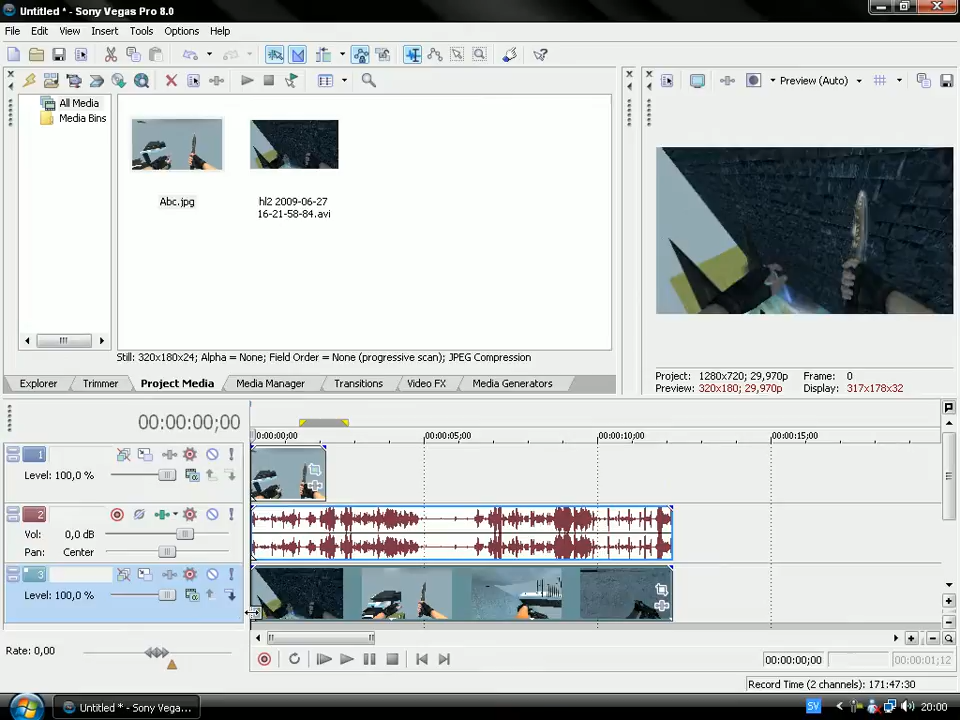 Untitled * - Sony Vegas Pro 8.0
File Edit View Insert Tools Options Help
Preview (Auto)
All Media
Media Bins
Abc.jpg
hl2 2009-06-27
16-21-58-84.avi
Still: 320x180x24; Alpha = None; Field Order = None (progressive scan); JPEG Compression
Project: 1280x720; 29,970p Frame: 0
Preview: 320x180; 29,970p Display: 317x178x32
Explorer Trimmer Project Media Media Manager Transitions Video FX Media Generators
00:00:00;00
00:00:00;00 00:00:05;00 00:00:10;00 00:00:15;00
1
Level: 100,0 %
2
Vol: 0,0 dB
Pan: Center
3
Level: 100,0 %
Rate: 0,00
00:00:00;00 00:00:01;12
Record Time (2 channels): 171:47:30
Untitled * - Sony Vega... SV 20:00